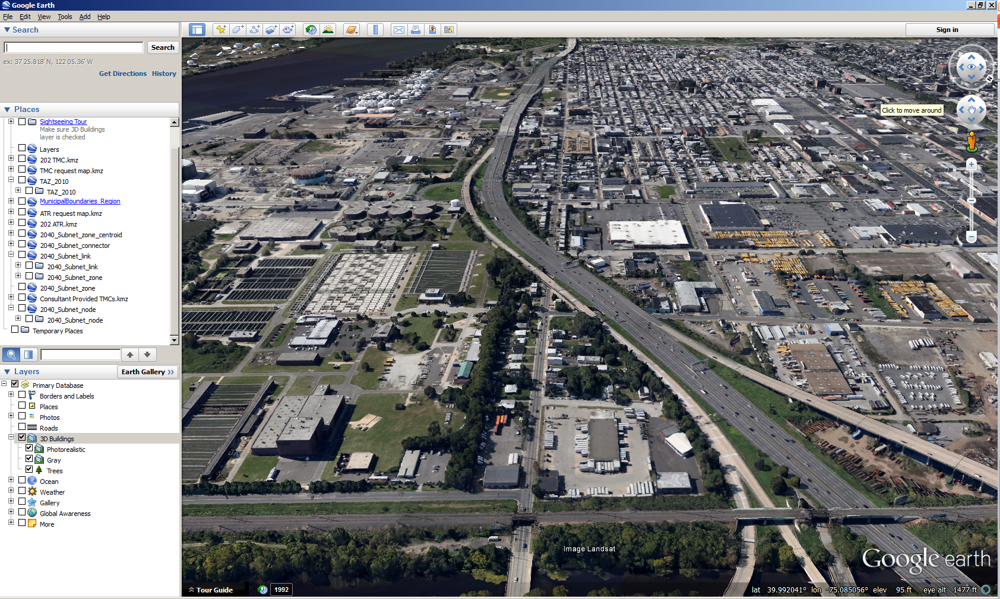 Google Earth
File Edit View Tools Add Help
Search
Search
ex: 37 25.818' N, 122 05.36' W
Get Directions History
Places
Sightseeing Tour
Make sure 3D Buildings
layer is checked
Layers
202 TMC.kmz
TMC request map.kmz
TAZ_2010
TAZ_2010
MunicipalBoundaries_Region
ATR request map.kmz
202 ATR.kmz
2040_Subnet_zone_centroid
2040_Subnet_connector
2040_Subnet_link
2040_Subnet_link
2040_Subnet_zone
2040_Subnet_zone
Consultant Provided TMCs.kmz
2040_Subnet_node
2040_Subnet_node
Temporary Places
Layers
Earth Gallery »
Primary Database
Borders and Labels
Places
Photos
Roads
3D Buildings
Photorealistic
Gray
Trees
Ocean
Weather
Gallery
Global Awareness
More
Sign in
Click to move around
Image Landsat
Google earth
Tour Guide
1992
lat 39.992041° lon -75.085056° elev 95 ft eye alt 1477 ft